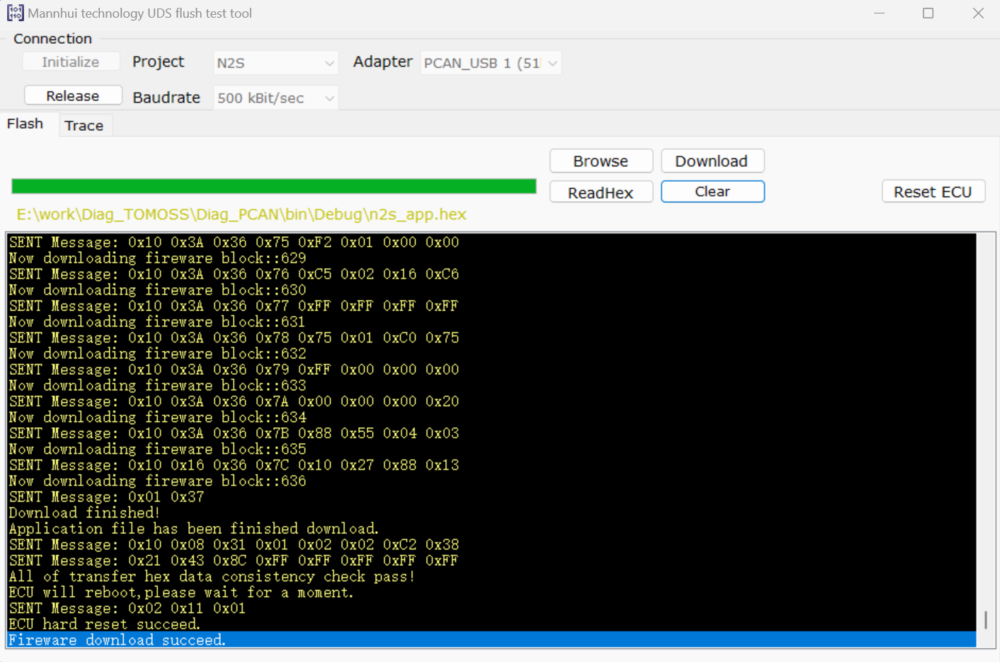 Mannhui technology UDS flush test tool
Connection
Initialize Project N2S Adapter PCAN_USB 1 (51
Release Baudrate 500 kBit/sec
Flash Trace
Browse Download
ReadHex Clear Reset ECU
E:\work\Diag_TOMOSS\Diag_PCAN\bin\Debug\n2s_app.hex
SENT Message: 0x10 0x3A 0x36 0x75 0xF2 0x01 0x00 0x00
Now downloading fireware block::629
SENT Message: 0x10 0x3A 0x36 0x76 0xC5 0x02 0x16 0xC6
Now downloading fireware block::630
SENT Message: 0x10 0x3A 0x36 0x77 0xFF 0xFF 0xFF 0xFF
Now downloading fireware block::631
SENT Message: 0x10 0x3A 0x36 0x78 0x75 0x01 0xC0 0x75
Now downloading fireware block::632
SENT Message: 0x10 0x3A 0x36 0x79 0xFF 0x00 0x00 0x00
Now downloading fireware block::633
SENT Message: 0x10 0x3A 0x36 0x7A 0x00 0x00 0x00 0x20
Now downloading fireware block::634
SENT Message: 0x10 0x3A 0x36 0x7B 0x88 0x55 0x04 0x03
Now downloading fireware block::635
SENT Message: 0x10 0x16 0x36 0x7C 0x10 0x27 0x88 0x13
Now downloading fireware block::636
SENT Message: 0x01 0x37
Download finished!
Application file has been finished download.
SENT Message: 0x10 0x08 0x31 0x01 0x02 0x02 0xC2 0x38
SENT Message: 0x21 0x43 0x8C 0xFF 0xFF 0xFF 0xFF 0xFF
All of transfer hex data consistency check pass!
ECU will reboot,please wait for a moment.
SENT Message: 0x02 0x11 0x01
ECU hard reset succeed.
Fireware download succeed.